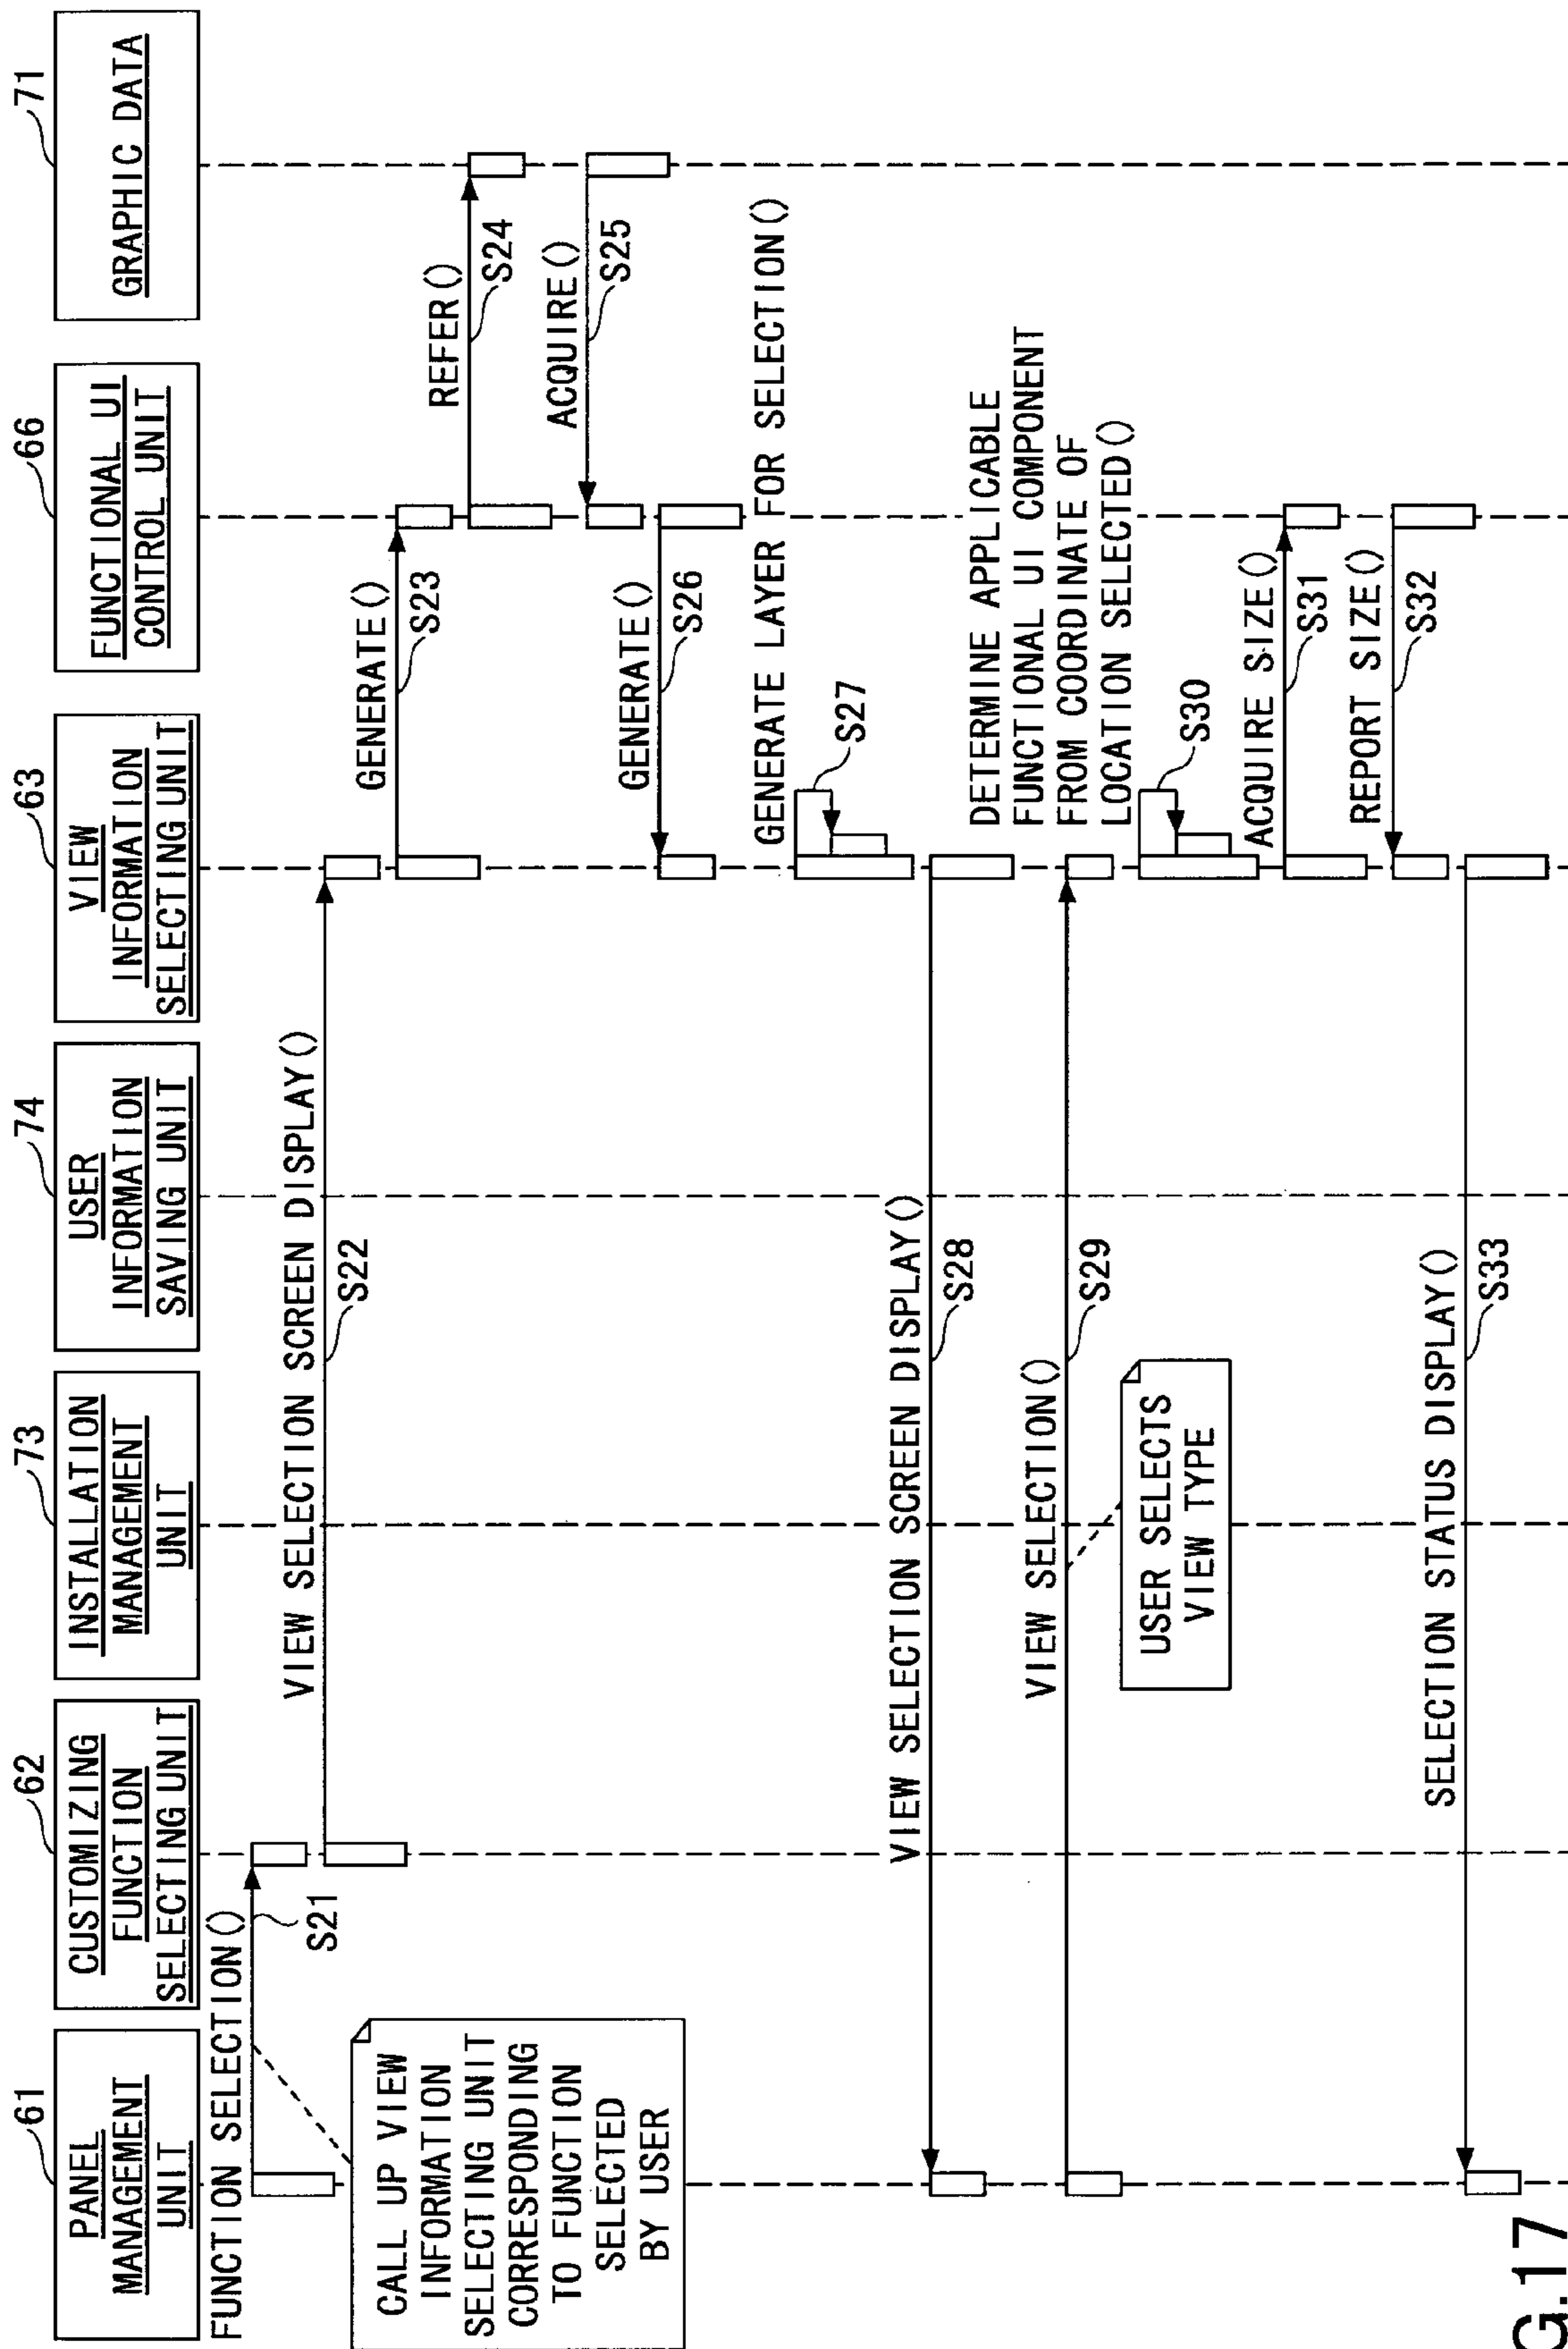 61
PANEL
MANAGEMENT
UNIT
62
CUSTOMIZING
FUNCTION
SELECTING UNIT
73
INSTALLATION
MANAGEMENT
UNIT
74
USER
INFORMATION
SAVING UNIT
63
VIEW
INFORMATION
SELECTING UNIT
66
FUNCTIONAL UI
CONTROL UNIT
71
GRAPHIC DATA
FUNCTION SELECTION()
S21
CALL UP VIEW
INFORMATION
SELECTING UNIT
CORRESPONDING
TO FUNCTION
SELECTED
BY USER
VIEW SELECTION SCREEN DISPLAY()
S22
GENERATE()
S23
REFER()
S24
ACQUIRE()
S25
GENERATE()
S26
GENERATE LAYER FOR SELECTION()
S27
VIEW SELECTION SCREEN DISPLAY()
S28
VIEW SELECTION()
S29
USER SELECTS
VIEW TYPE
DETERMINE APPLICABLE
FUNCTIONAL UI COMPONENT
FROM COORDINATE OF
LOCATION SELECTED()
S30
ACQUIRE SIZE()
S31
REPORT SIZE()
S32
SELECTION STATUS DISPLAY()
S33
G.17